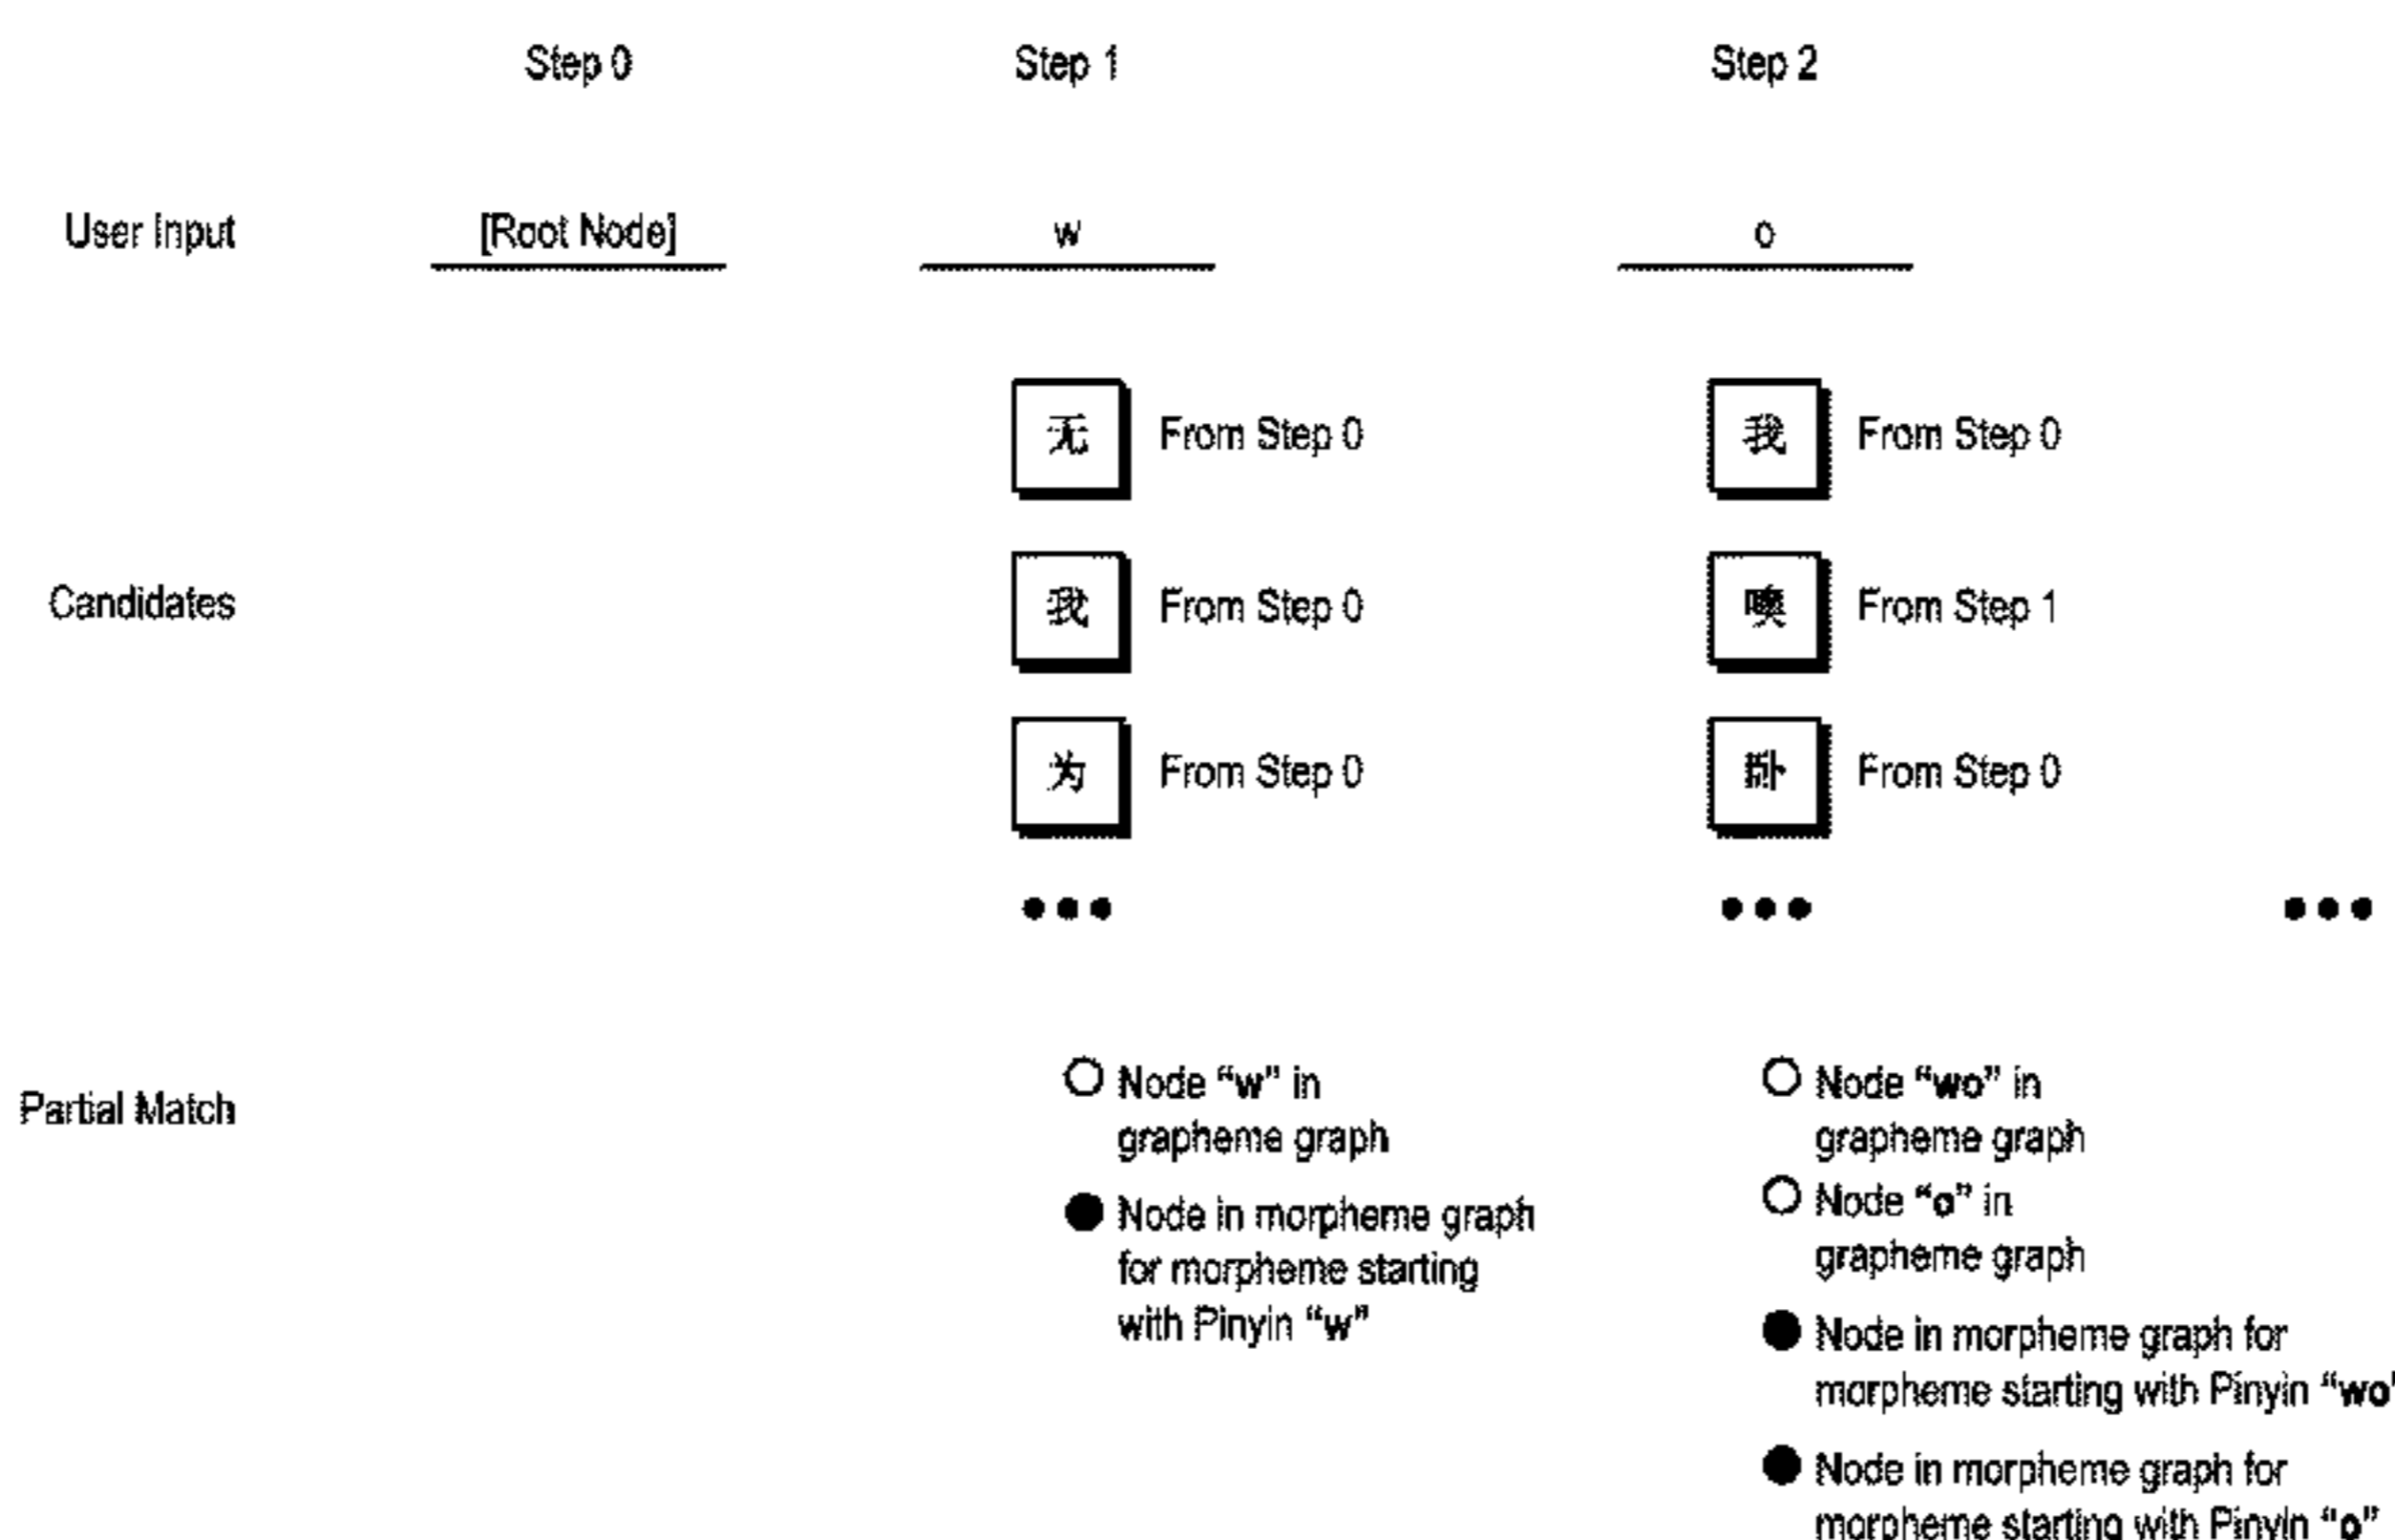 Step 0 Step 1 Step 2
User Input [Root Node] w o
无 From Step 0 我 From Step 0
Candidates 我 From Step 0 噢 From Step 1
为 From Step 0 卧 From Step 0
Partial Match
Node “w” in
grapheme graph
Node in morpheme graph
for morpheme starting
with Pinyin “w”
Node “wo” in
grapheme graph
Node “o” in
grapheme graph
Node in morpheme graph for
morpheme starting with Pinyin “wo”
Node in morpheme graph for
morpheme starting with Pinyin “o”